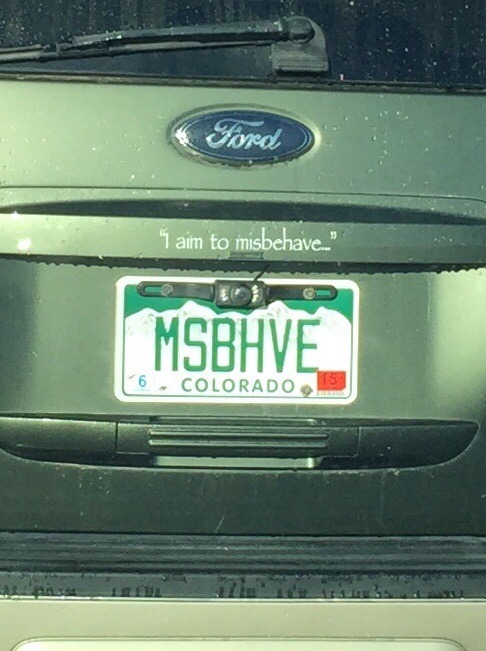 Ford
"I aim to misbehave..."
MSBHVE
6 COLORADO 15